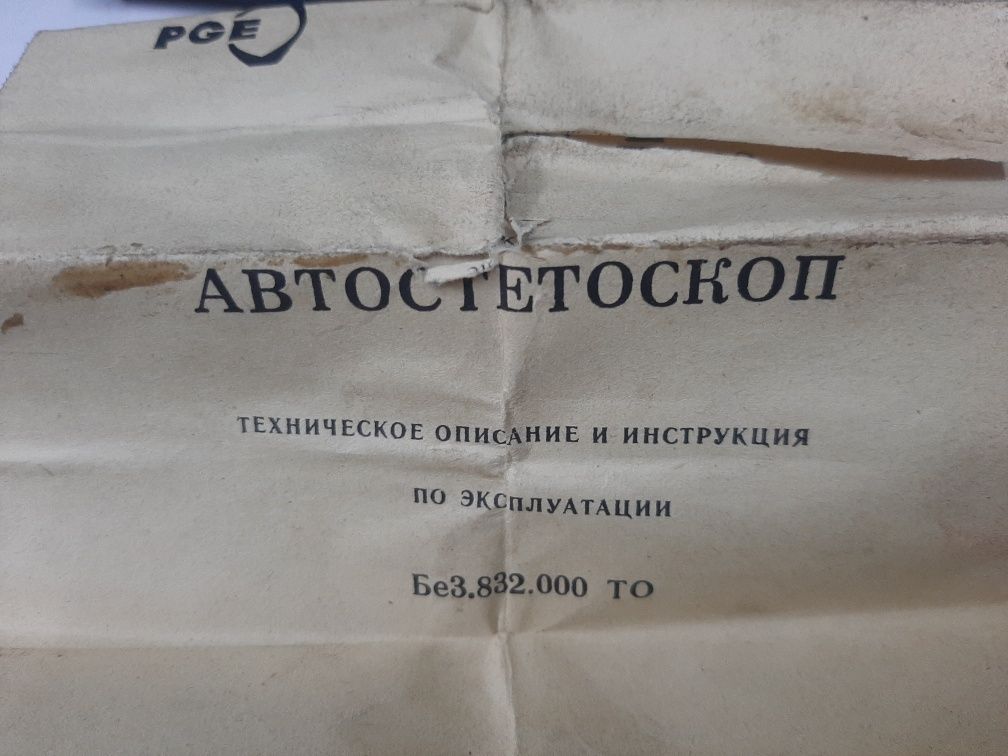 PGE
АВТОСТЕТОСКОП
ТЕХНИЧЕСКОЕ ОПИСАНИЕ И ИНСТРУКЦИЯ
ПО ЭКСПЛУАТАЦИИ
Бе3.832.000 ТО